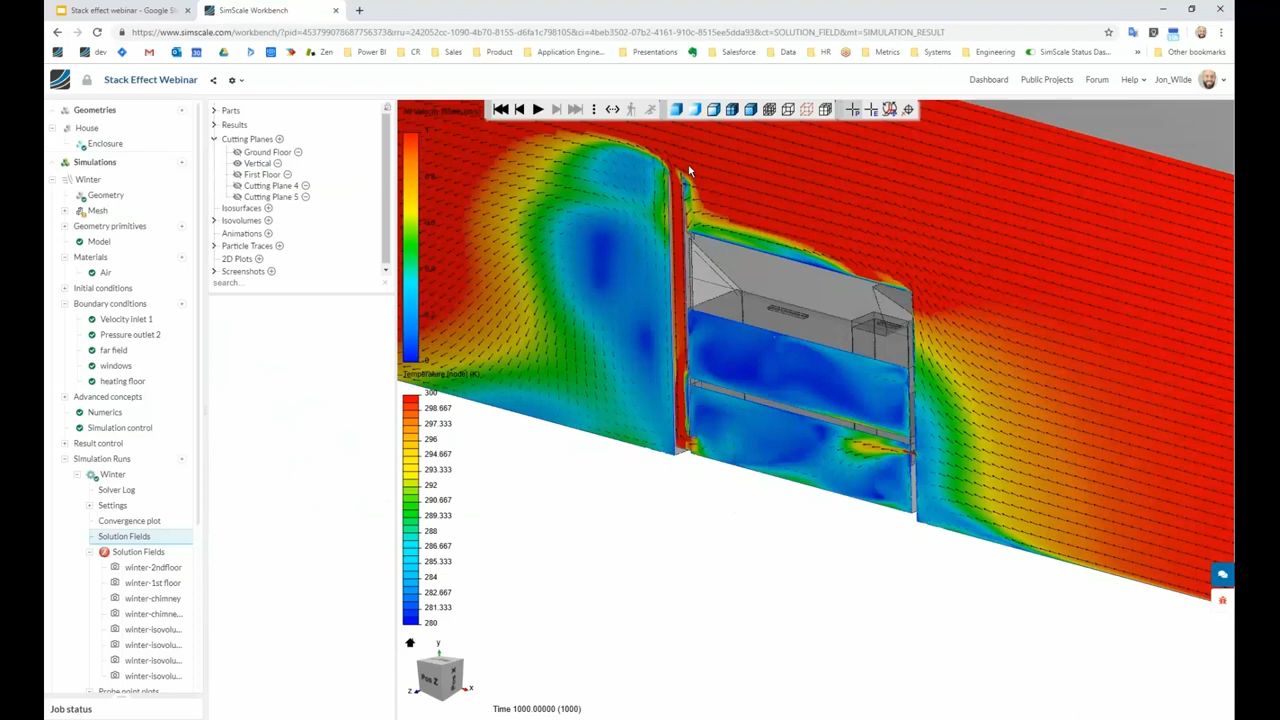 Stack effect webinar - Google Sl
SimScale Workbench
https://www.simscale.com/workbench/?pid=4537990768775637​3&rru=242052cc-1090-4b70-8155-d6fa1c798105&ci=4beb3502-07b2-4161-910c-8515ee5dda93&ct=SOLUTION_FIELD&mt=SIMULATION_RESULT
dev
CR
Zen
Power BI
CR
Sales
Product
Application Engine...
Presentations
Salesforce
Data
HR
Metrics
Systems
Engineering
SimScale Status Das...
Other bookmarks
Stack Effect Webinar
Dashboard
Public Projects
Forum
Help
Jon_Wilde
Geometries
House
Enclosure
Simulations
Winter
Geometry
Mesh
Geometry primitives
Model
Materials
Air
Initial conditions
Boundary conditions
Velocity inlet 1
Pressure outlet 2
far field
windows
heating floor
Advanced concepts
Numerics
Simulation control
Result control
Simulation Runs
Winter
Solver Log
Settings
Convergence plot
Solution Fields
Solution Fields
winter-2ndfloor
winter-1st floor
winter-chimney
winter-chimne...
winter-isovolu...
winter-isovolu...
winter-isovolu...
winter-isovolu...
Probe point plots
Job status
Parts
Results
Cutting Planes
Ground Floor
Vertical
First Floor
Cutting Plane 4
Cutting Plane 5
Isosurfaces
Isovolumes
Animations
Particle Traces
2D Plots
Screenshots
search...
0
Temperature [node] (K)
300
298.667
297.333
296
294.667
293.333
292
290.667
289.333
288
286.667
285.333
284
282.667
281.333
280
y
z
x
Pos Z
Time 1000.00000 (1000)